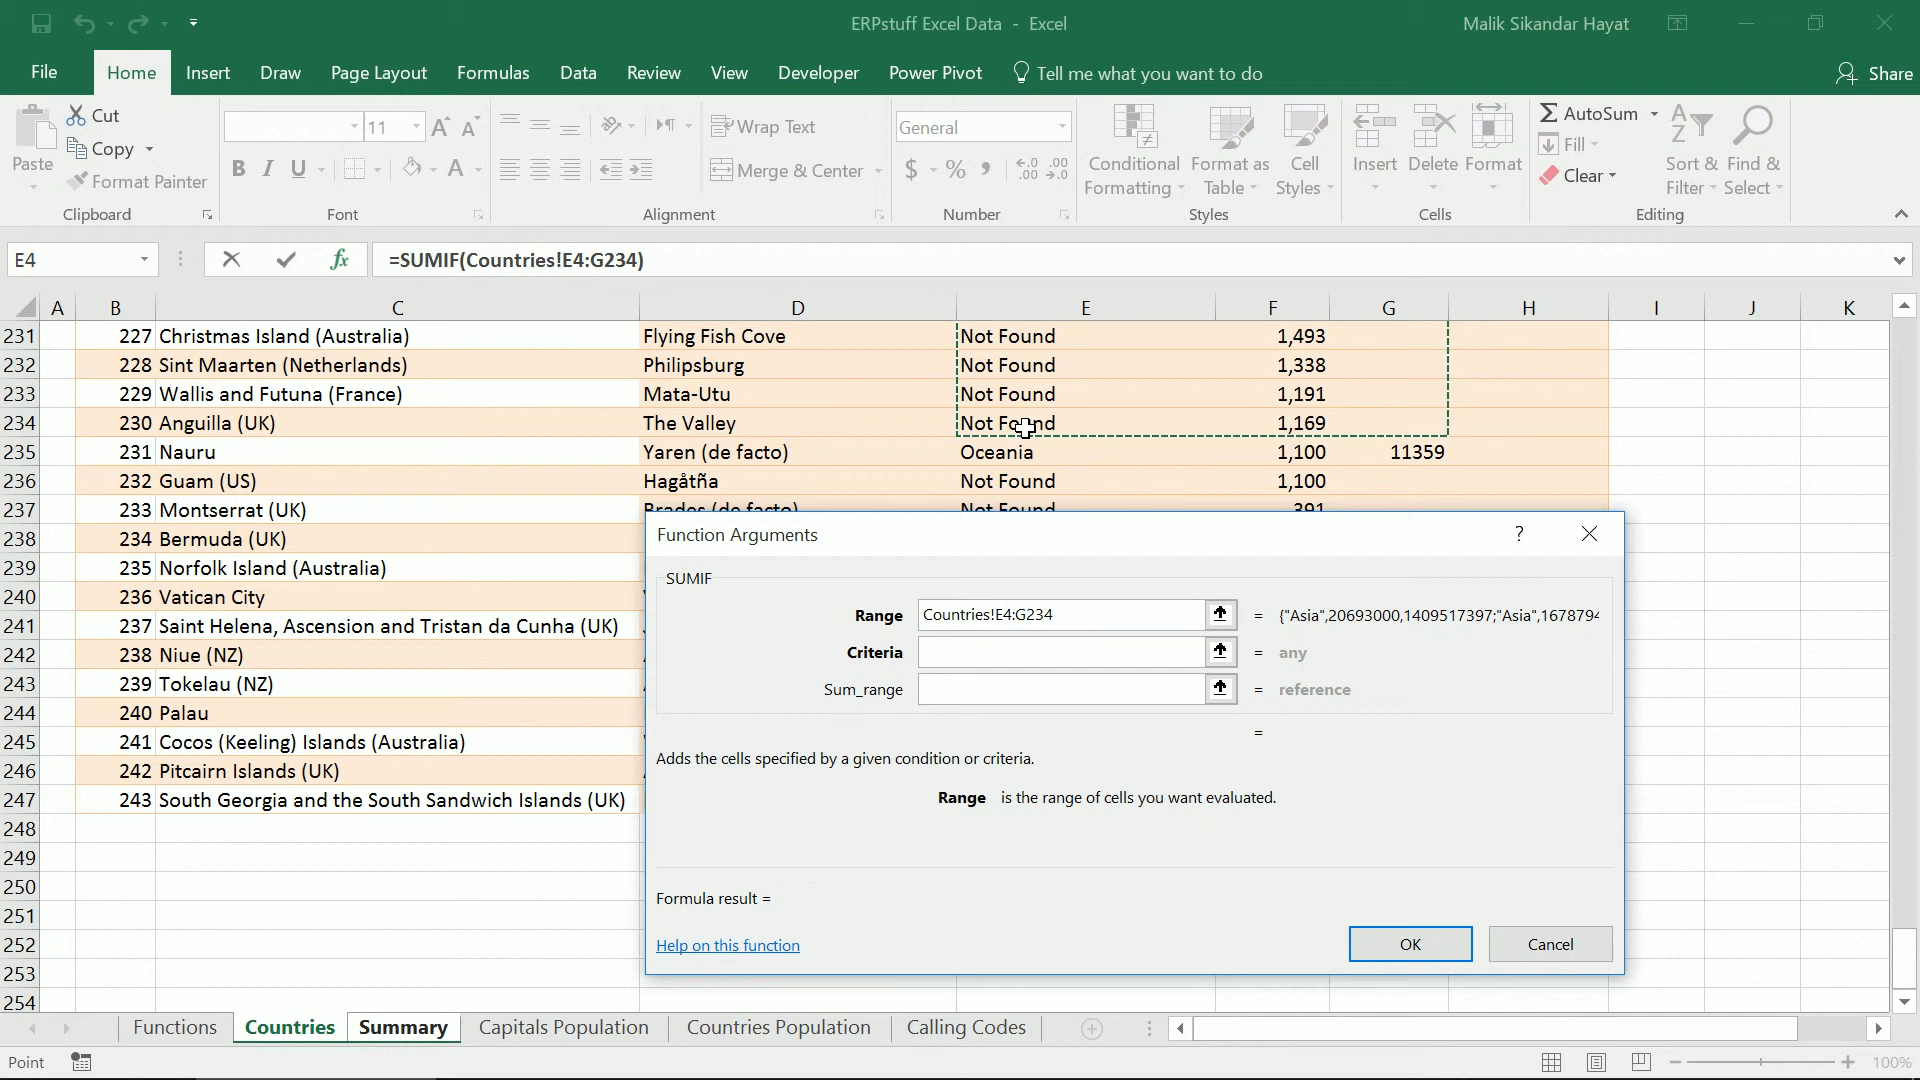 ERPstuff Excel Data - Excel
Malik Sikandar Hayat
File Home Insert Draw Page Layout Formulas Data Review View Developer Power Pivot Tell me what you want to do Share
Paste
Cut
Copy
Format Painter
Clipboard
11
B I U
Font
Wrap Text
Merge & Center
Alignment
General
$ % , .00 .00
Number
Conditional Formatting
Format as Table
Cell Styles
Styles
Insert Delete Format
Cells
AutoSum
Fill
Clear
Sort & Filter
Find & Select
Editing
E4 fx =SUMIF(Countries!E4:G234)
A B C D E F G H I J K
231 227 Christmas Island (Australia) Flying Fish Cove Not Found 1,493
232 228 Sint Maarten (Netherlands) Philipsburg Not Found 1,338
233 229 Wallis and Futuna (France) Mata-Utu Not Found 1,191
234 230 Anguilla (UK) The Valley Not Found 1,169
235 231 Nauru Yaren (de facto) Oceania 1,100 11359
236 232 Guam (US) Hagåtña Not Found 1,100
237 233 Montserrat (UK) Brades (de facto) Not Found 391
238 234 Bermuda (UK)
239 235 Norfolk Island (Australia)
240 236 Vatican City
241 237 Saint Helena, Ascension and Tristan da Cunha (UK)
242 238 Niue (NZ)
243 239 Tokelau (NZ)
244 240 Palau
245 241 Cocos (Keeling) Islands (Australia)
246 242 Pitcairn Islands (UK)
247 243 South Georgia and the South Sandwich Islands (UK)
248
249
250
251
252
253
254
Function Arguments ?
SUMIF
Range Countries!E4:G234 = {"Asia",20693000,1409517397;"Asia",1678794
Criteria = any
Sum_range = reference
=
Adds the cells specified by a given condition or criteria.
Range is the range of cells you want evaluated.
Formula result =
Help on this function
OK Cancel
Functions Countries Summary Capitals Population Countries Population Calling Codes
Point 100%